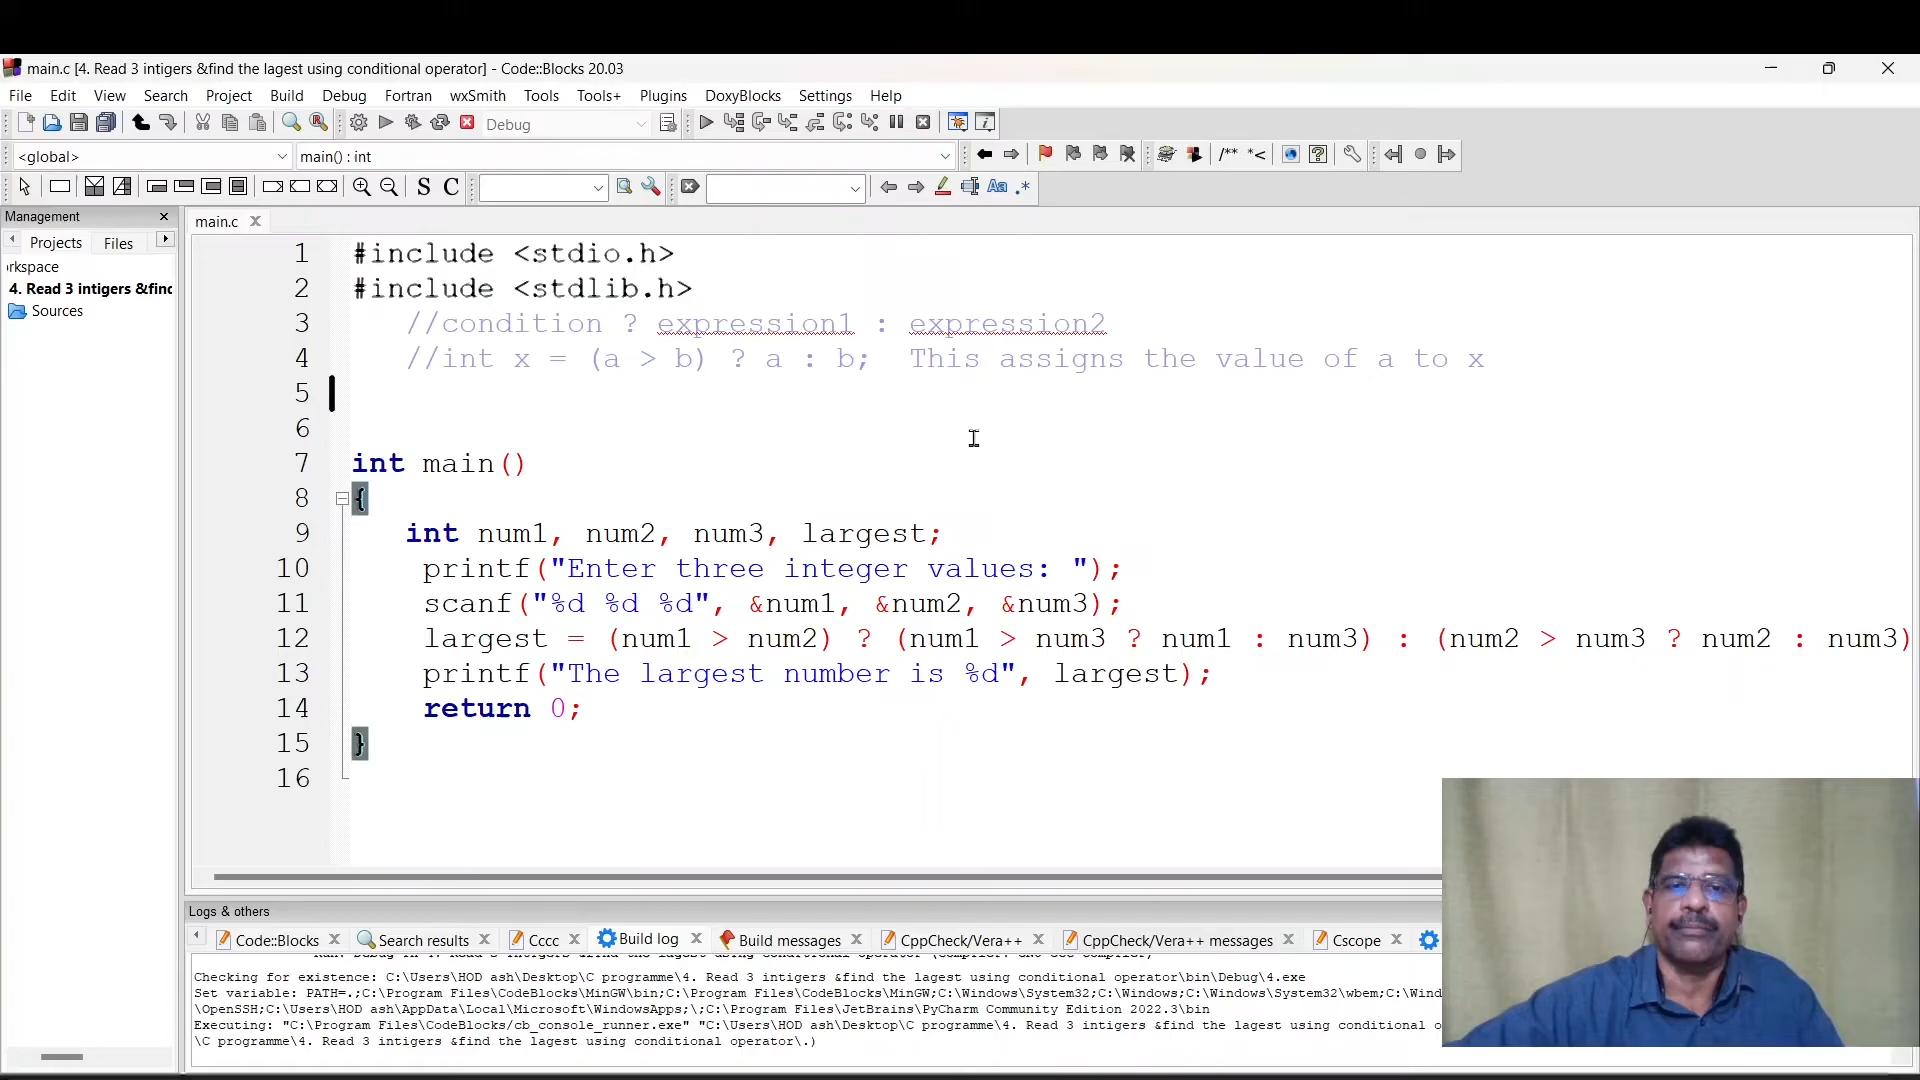 main.c [4. Read 3 intigers &find the lagest using conditional operator] - Code::Blocks 20.03
File Edit View Search Project Build Debug Fortran wxSmith Tools Tools+ Plugins DoxyBlocks Settings Help
Debug
<global> main() : int /** *<
S C Aa .*
Management
Projects Files
rkspace
4. Read 3 intigers &find
Sources
main.c
1 #include <stdio.h>
2 #include <stdlib.h>
3 //condition ? expression1 : expression2
4 //int x = (a > b) ? a : b; This assigns the value of a to x
5
6
7 int main()
8 {
9 int num1, num2, num3, largest;
10 printf("Enter three integer values: ");
11 scanf("%d %d %d", &num1, &num2, &num3);
12 largest = (num1 > num2) ? (num1 > num3 ? num1 : num3) : (num2 > num3 ? num2 : num3)
13 printf("The largest number is %d", largest);
14 return 0;
15 }
16
Logs & others
Code::Blocks Search results Cccc Build log Build messages CppCheck/Vera++ CppCheck/Vera++ messages Cscope
Checking for existence: C:\Users\HOD ash\Desktop\C programme\4. Read 3 intigers &find the lagest using conditional operator\bin\Debug\4.exe
Set variable: PATH=.;C:\Program Files\CodeBlocks\MinGW\bin;C:\Program Files\CodeBlocks\MinGW;C:\Windows\System32;C:\Windows;C:\Windows\System32\wbem;C:\Wind
\OpenSSH;C:\Users\HOD ash\AppData\Local\Microsoft\WindowsApps;\;C:\Program Files\JetBrains\PyCharm Community Edition 2022.3\bin
Executing: "C:\Program Files\CodeBlocks/cb_console_runner.exe" "C:\Users\HOD ash\Desktop\C programme\4. Read 3 intigers &find the lagest using conditional o
\C programme\4. Read 3 intigers &find the lagest using conditional operator\.)